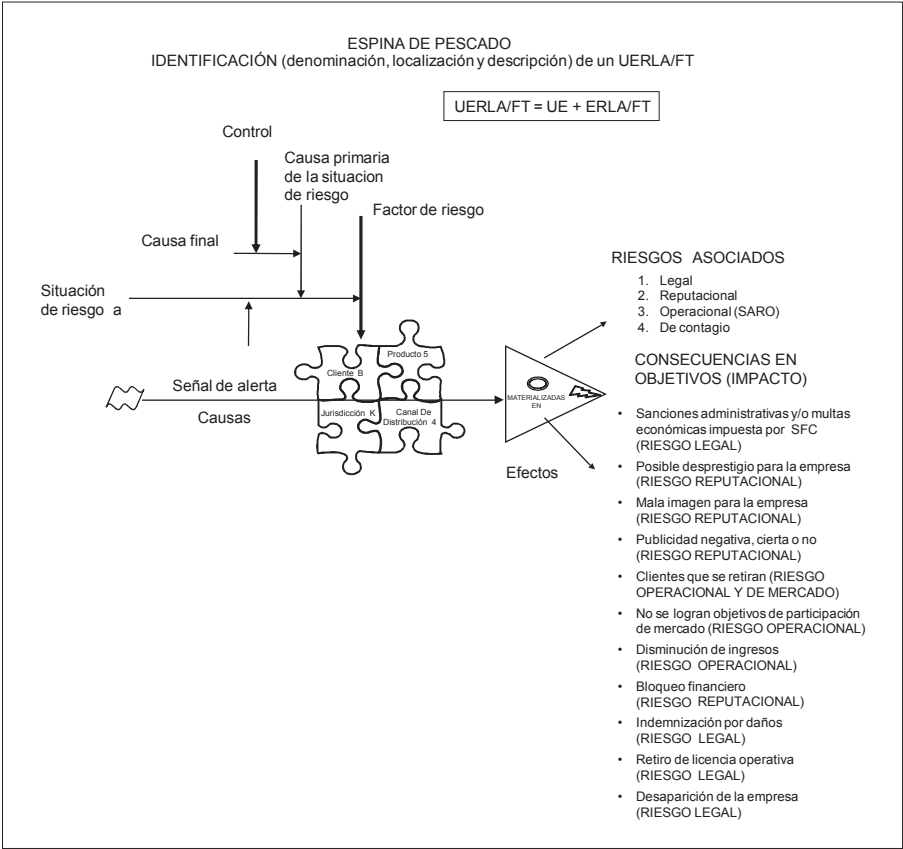 ESPINA DE PESCADO
IDENTIFICACIÓN (denominación, localización y descripción) de un UERLA/FT
UERLA/FT = UE + ERLA/FT
Control
Causa primaria
de la situacion
de riesgo
Factor de riesgo
Causa final
Situación
de riesgo a
RIESGOS ASOCIADOS
1. Legal
2. Reputacional
3. Operacional (SARO)
4. De contagio
Producto 5
Cliente B
Señal de alerta
Causas
Jurisdicción K
Canal De
Distribución 4
MATERIALIZADAS
EN
Efectos
CONSECUENCIAS EN
OBJETIVOS (IMPACTO)
• Sanciones administrativas y/o multas
económicas impuesta por SFC
(RIESGO LEGAL)
• Posible desprestigio para la empresa
(RIESGO REPUTACIONAL)
• Mala imagen para la empresa
(RIESGO REPUTACIONAL)
• Publicidad negativa, cierta o no
(RIESGO REPUTACIONAL)
• Clientes que se retiran (RIESGO
OPERACIONAL Y DE MERCADO)
• No se logran objetivos de participación
de mercado (RIESGO OPERACIONAL)
• Disminución de ingresos
(RIESGO OPERACIONAL)
• Bloqueo financiero
(RIESGO REPUTACIONAL)
• Indemnización por daños
(RIESGO LEGAL)
• Retiro de licencia operativa
(RIESGO LEGAL)
• Desaparición de la empresa
(RIESGO LEGAL)